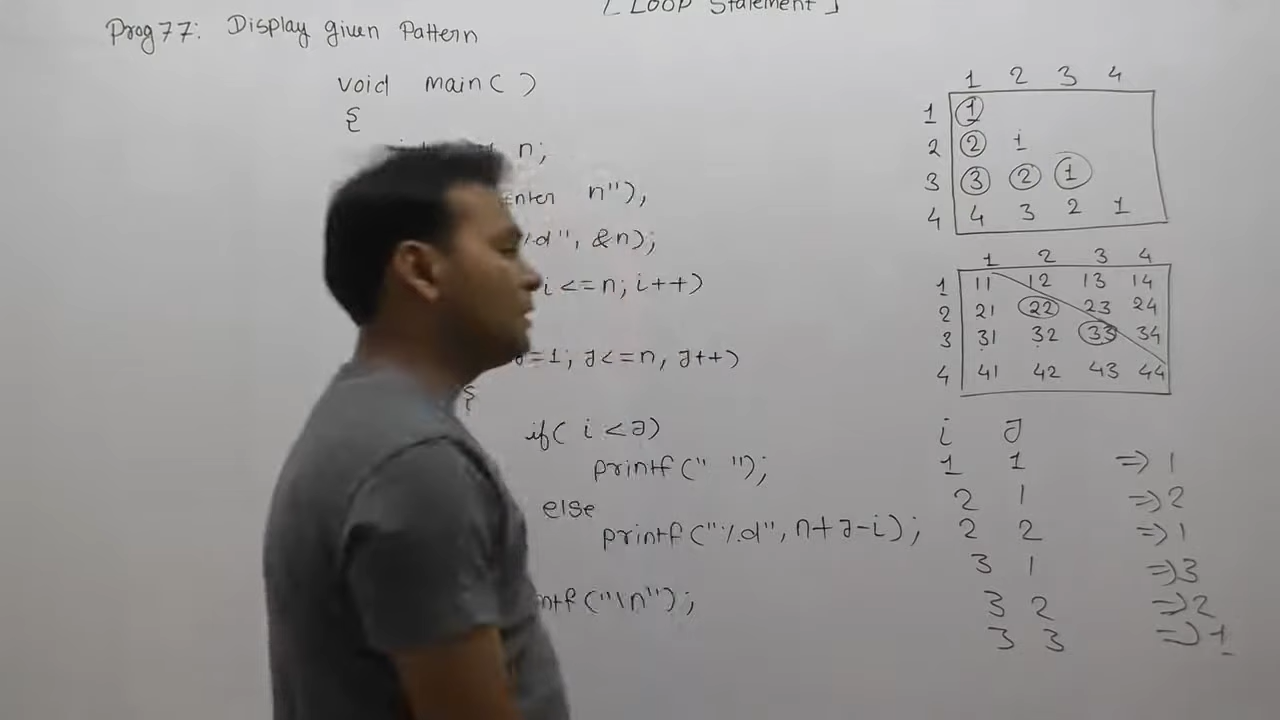 [ Loop Statement ]
Prog 77: Display given Pattern
void main( )
{
n;
n"),
&n);
i <= n; i++)
=1; J<=n, J++)
{
if( i < J)
printf(" ");
else
printf("%d", n+J-i);
("\n");
1 2 3 4
1 1
2 2 1
3 3 2 1
4 4 3 2 1
1 2 3 4
1 11 12 13 14
2 21 22 23 24
3 31 32 33 34
4 41 42 43 44
i J
1 1 => 1
2 1 => 2
2 2 => 1
3 1 => 3
3 2 => 2
3 3 => 1